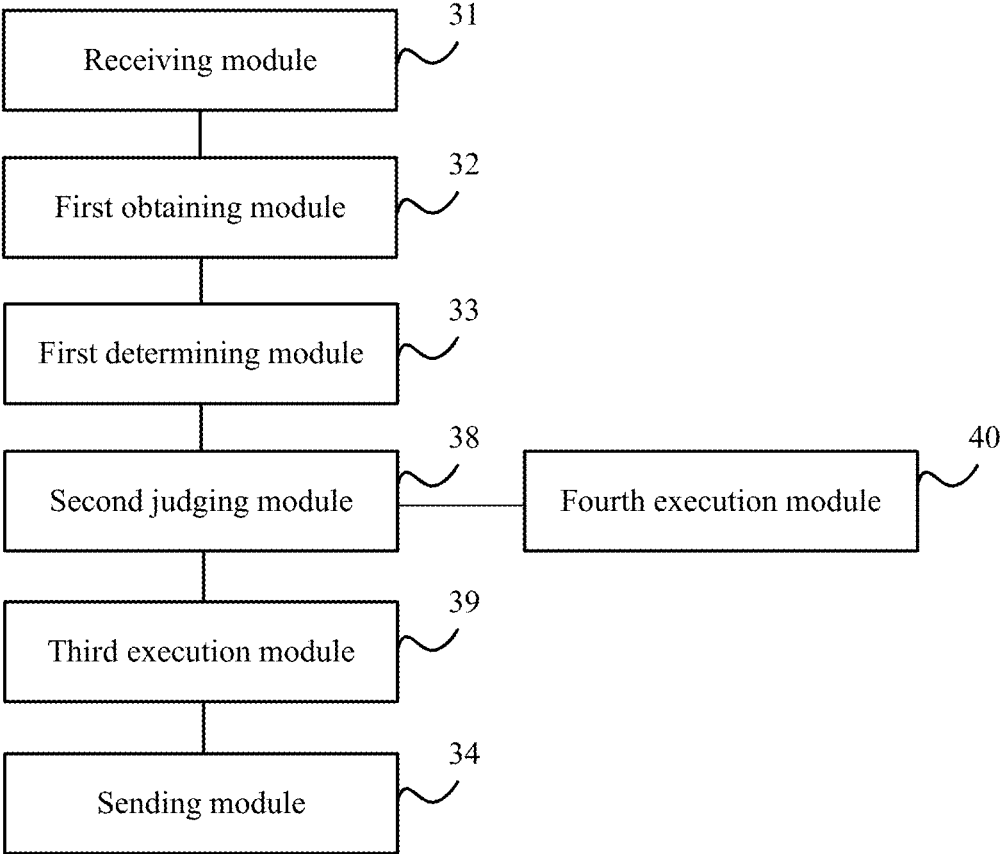 31
Receiving module
32
First obtaining module
33
First determining module
38
40
Second judging module
Fourth execution module
39
Third execution module
34
Sending module